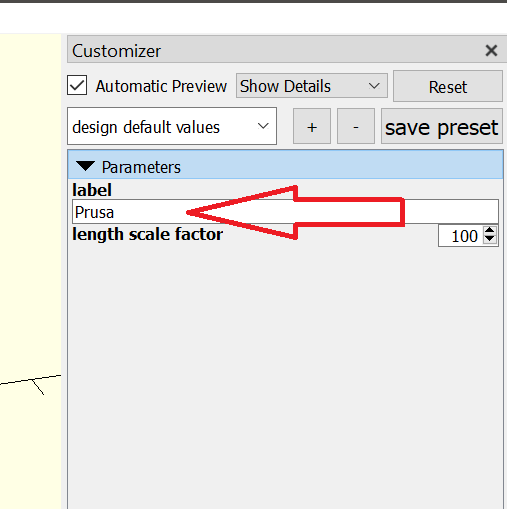 Customizer
Automatic Preview Show Details Reset
design default values + - save preset
Parameters
label
Prusa
length scale factor 100